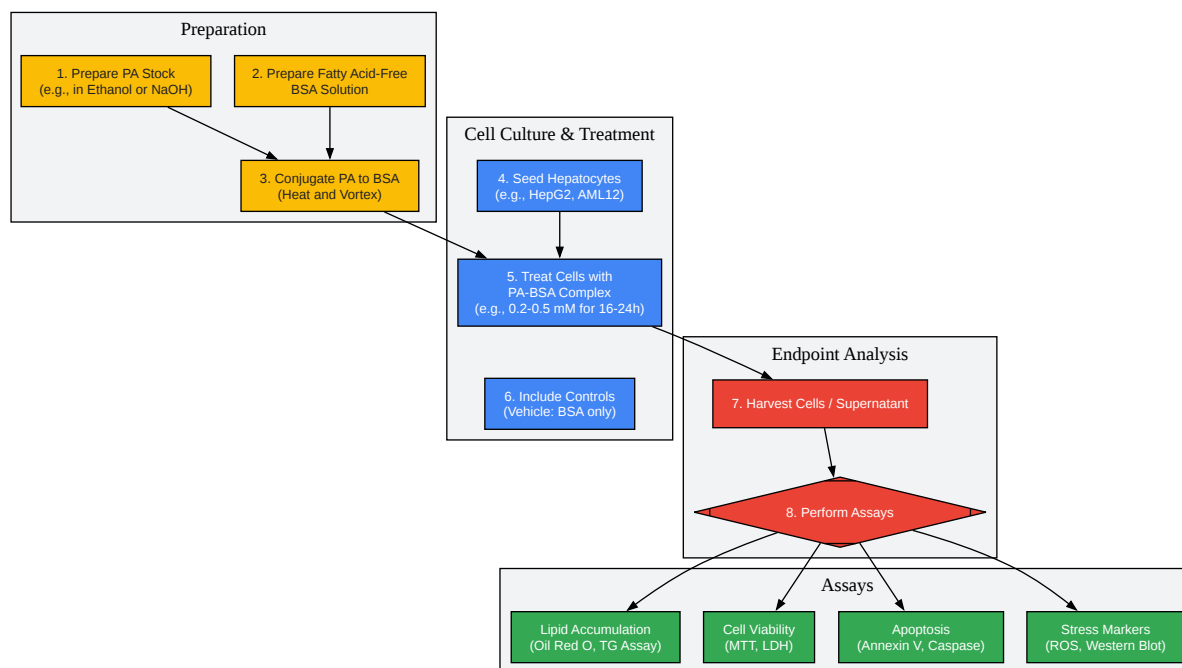 Preparation
1. Prepare PA Stock
(e.g., in Ethanol or NaOH)
2. Prepare Fatty Acid-Free
BSA Solution
3. Conjugate PA to BSA
(Heat and Vortex)
Cell Culture & Treatment
4. Seed Hepatocytes
(e.g., HepG2, AML12)
5. Treat Cells with
PA-BSA Complex
(e.g., 0.2-0.5 mM for 16-24h)
6. Include Controls
(Vehicle: BSA only)
Endpoint Analysis
7. Harvest Cells / Supernatant
8. Perform Assays
Assays
Lipid Accumulation
(Oil Red O, TG Assay)
Cell Viability
(MTT, LDH)
Apoptosis
(Annexin V, Caspase)
Stress Markers
(ROS, Western Blot)